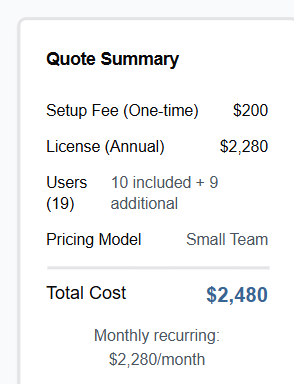 Quote Summary
Setup Fee (One-time) $200
License (Annual) $2,280
Users 10 included + 9
(19) additional
Pricing Model Small Team
Total Cost $2,480
Monthly recurring:
$2,280/month